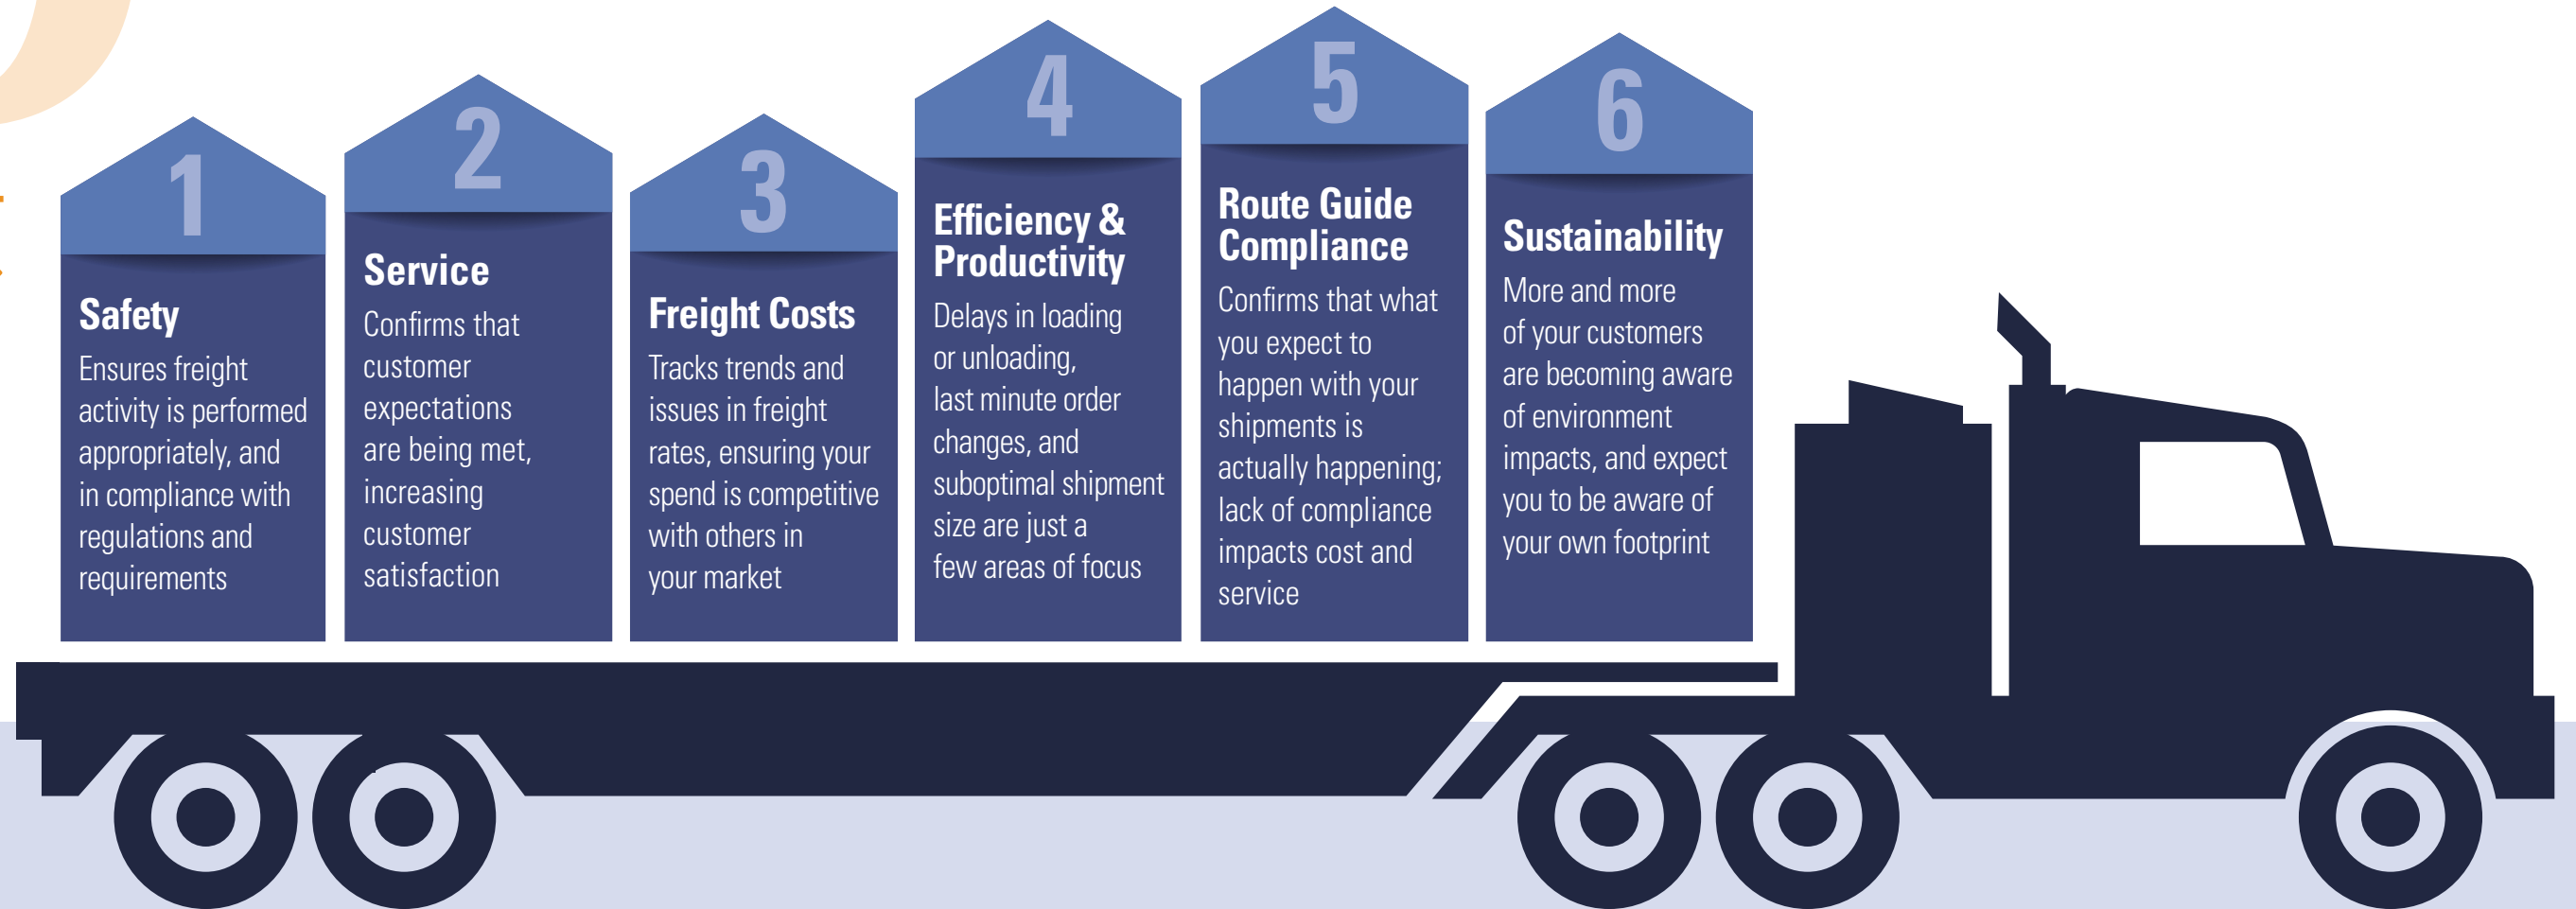 1
Safety
Ensures freight
activity is performed
appropriately, and
in compliance with
regulations and
requirements
2
Service
Confirms that
customer
expectations
are being met,
increasing
customer
satisfaction
3
Freight Costs
Tracks trends and
issues in freight
rates, ensuring your
spend is competitive
with others in
your market
4
Efficiency &
Productivity
Delays in loading
or unloading,
last minute order
changes, and
suboptimal shipment
size are just a
few areas of focus
5
Route Guide
Compliance
Confirms that what
you expect to
happen with your
shipments is
actually happening;
lack of compliance
impacts cost and
service
6
Sustainability
More and more
of your customers
are becoming aware
of environment
impacts, and expect
you to be aware of
your own footprint